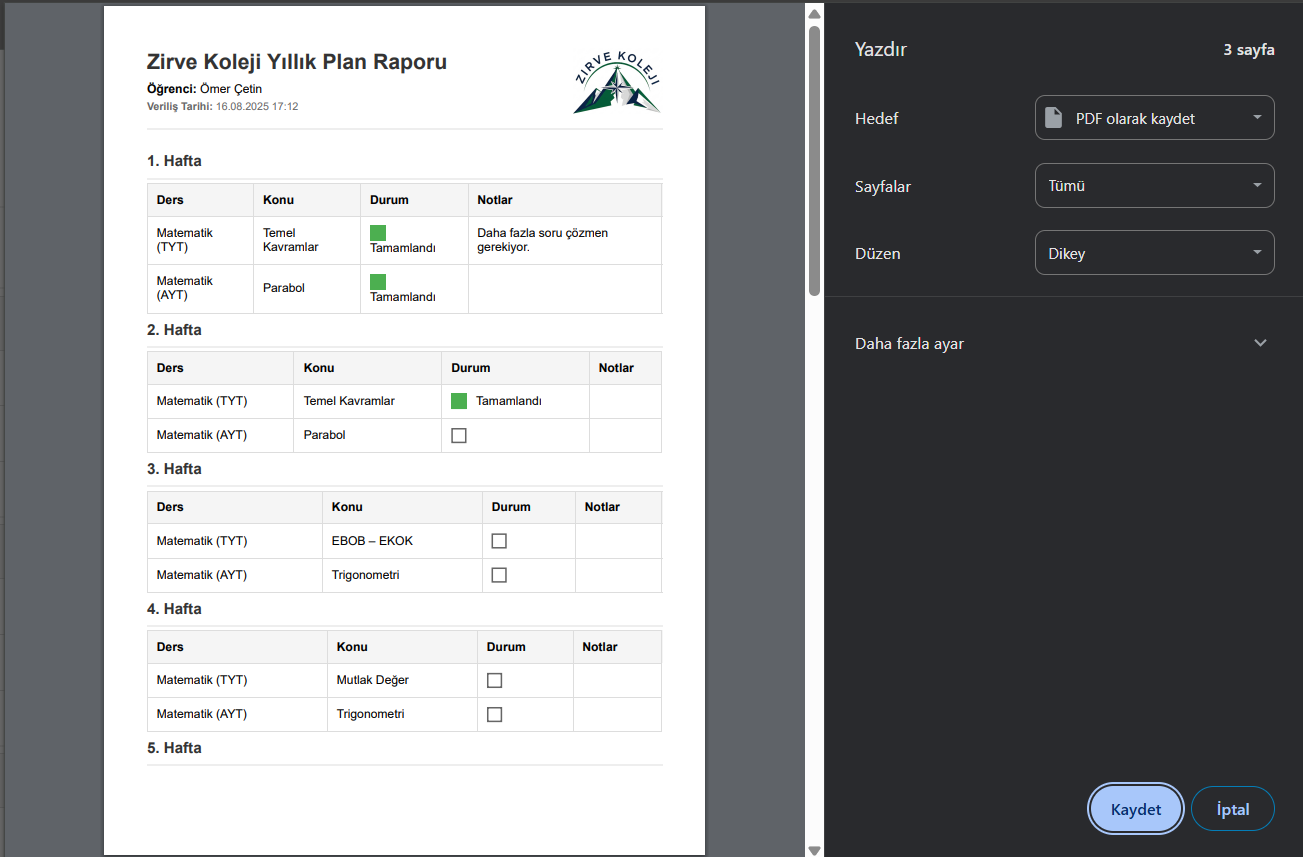 Zirve Koleji Yıllık Plan Raporu
Öğrenci: Ömer Çetin
Veriliş Tarihi: 16.08.2025 17:12
ZİRVE KOLEJİ
1. Hafta
Ders Konu Durum Notlar
Matematik (TYT) Temel Kavramlar Tamamlandı Daha fazla soru çözmen gerekiyor.
Matematik (AYT) Parabol Tamamlandı
2. Hafta
Ders Konu Durum Notlar
Matematik (TYT) Temel Kavramlar Tamamlandı
Matematik (AYT) Parabol
3. Hafta
Ders Konu Durum Notlar
Matematik (TYT) EBOB – EKOK
Matematik (AYT) Trigonometri
4. Hafta
Ders Konu Durum Notlar
Matematik (TYT) Mutlak Değer
Matematik (AYT) Trigonometri
5. Hafta
Yazdır 3 sayfa
Hedef PDF olarak kaydet
Sayfalar Tümü
Düzen Dikey
Daha fazla ayar
Kaydet İptal